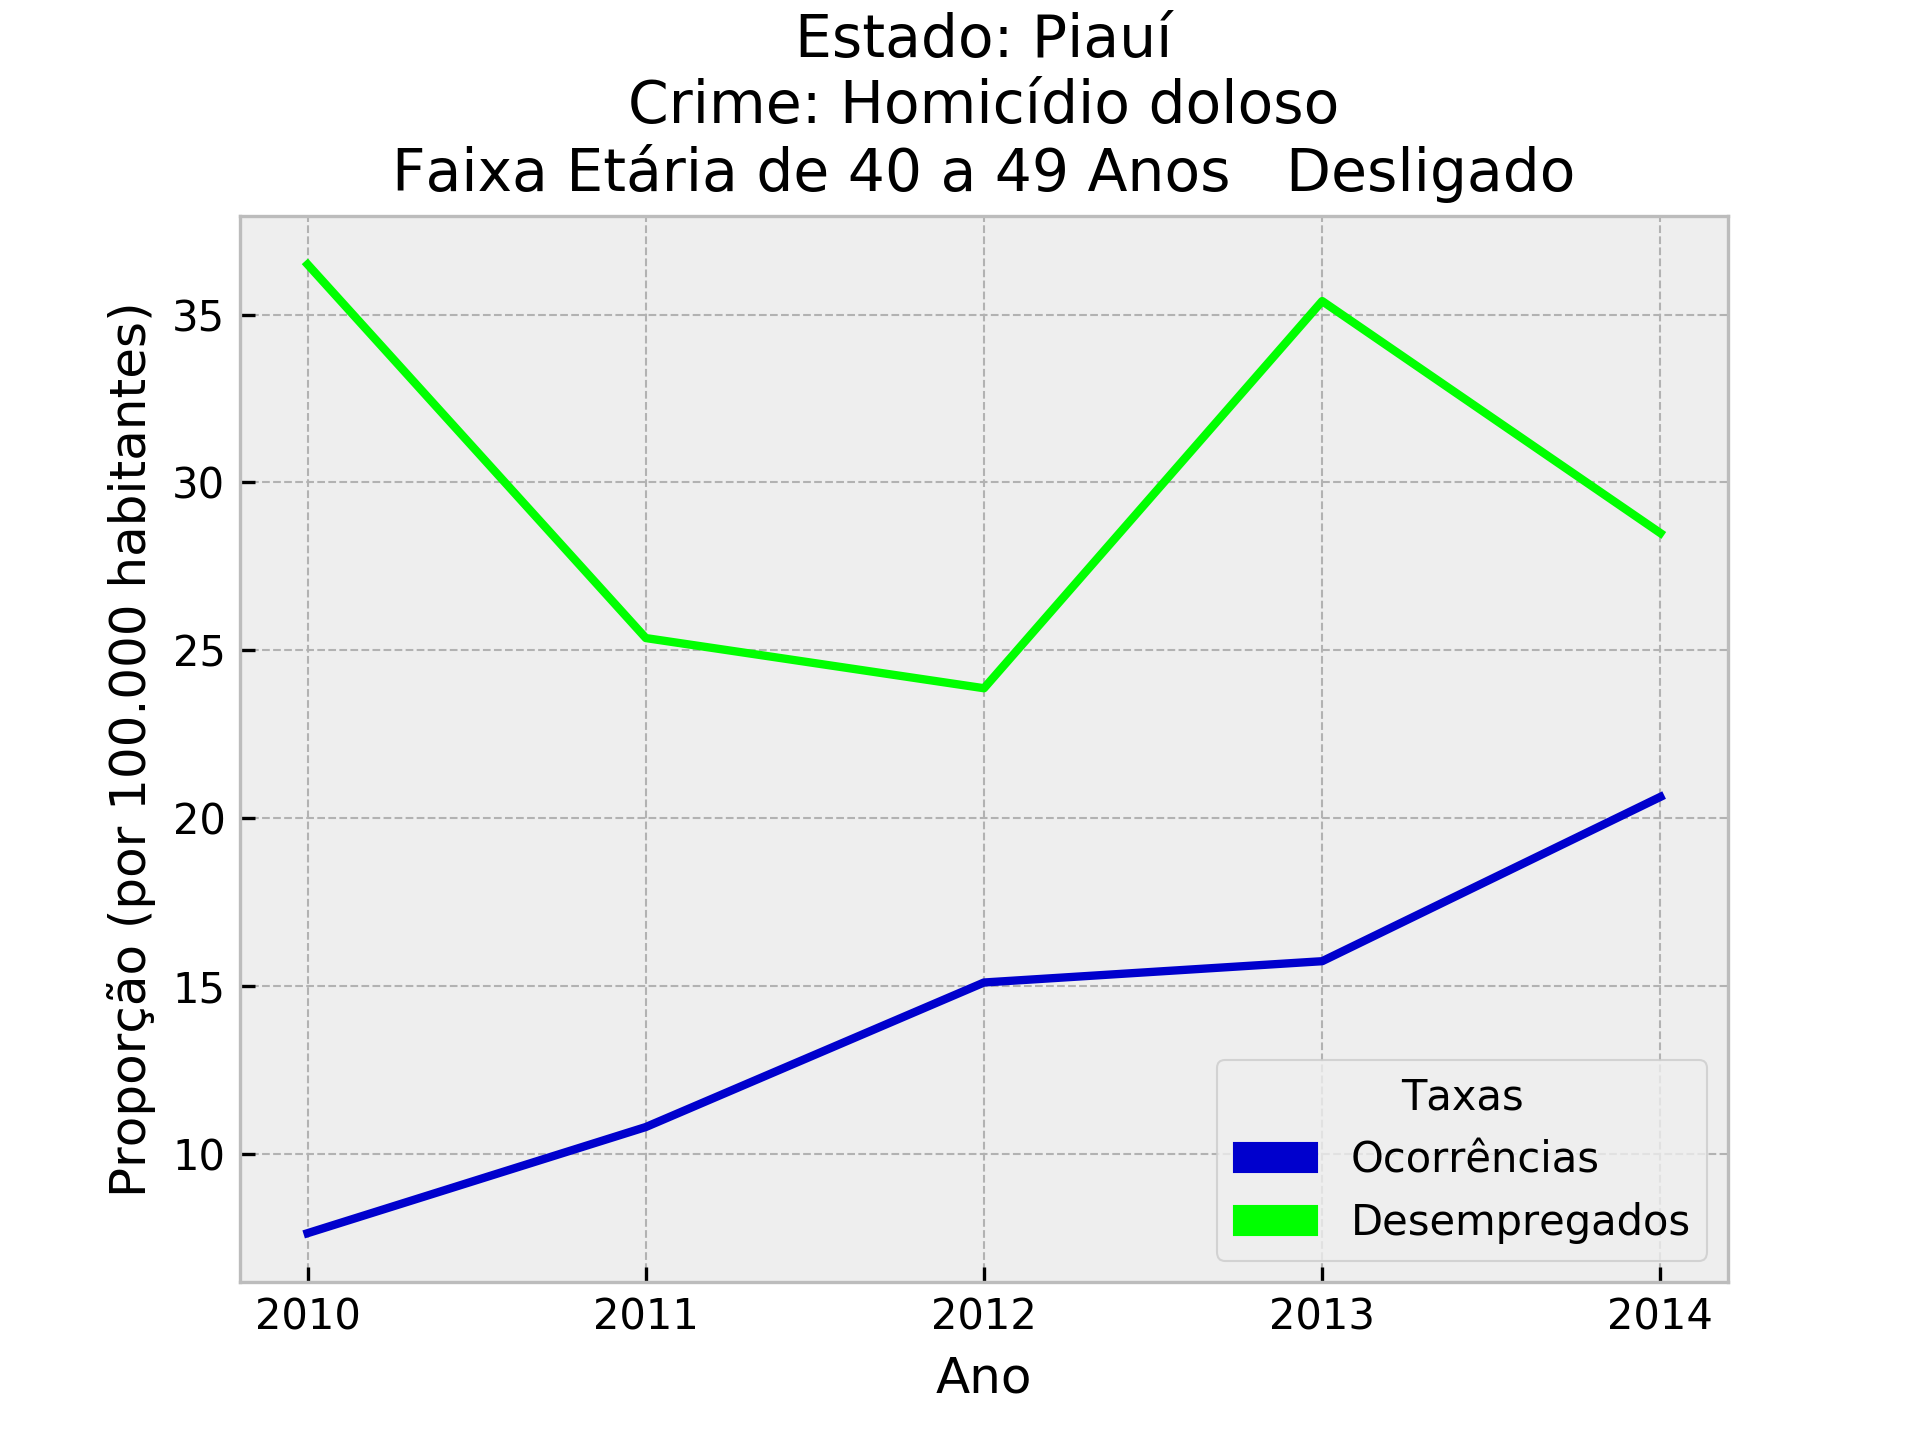 Estado: Piauí
Crime: Homicídio doloso
Faixa Etária de 40 a 49 Anos   Desligado
Proporção (por 100.000 habitantes)
35
30
25
20
15
10
Taxas
Ocorrências
Desempregados
2010 2011 2012 2013 2014
Ano